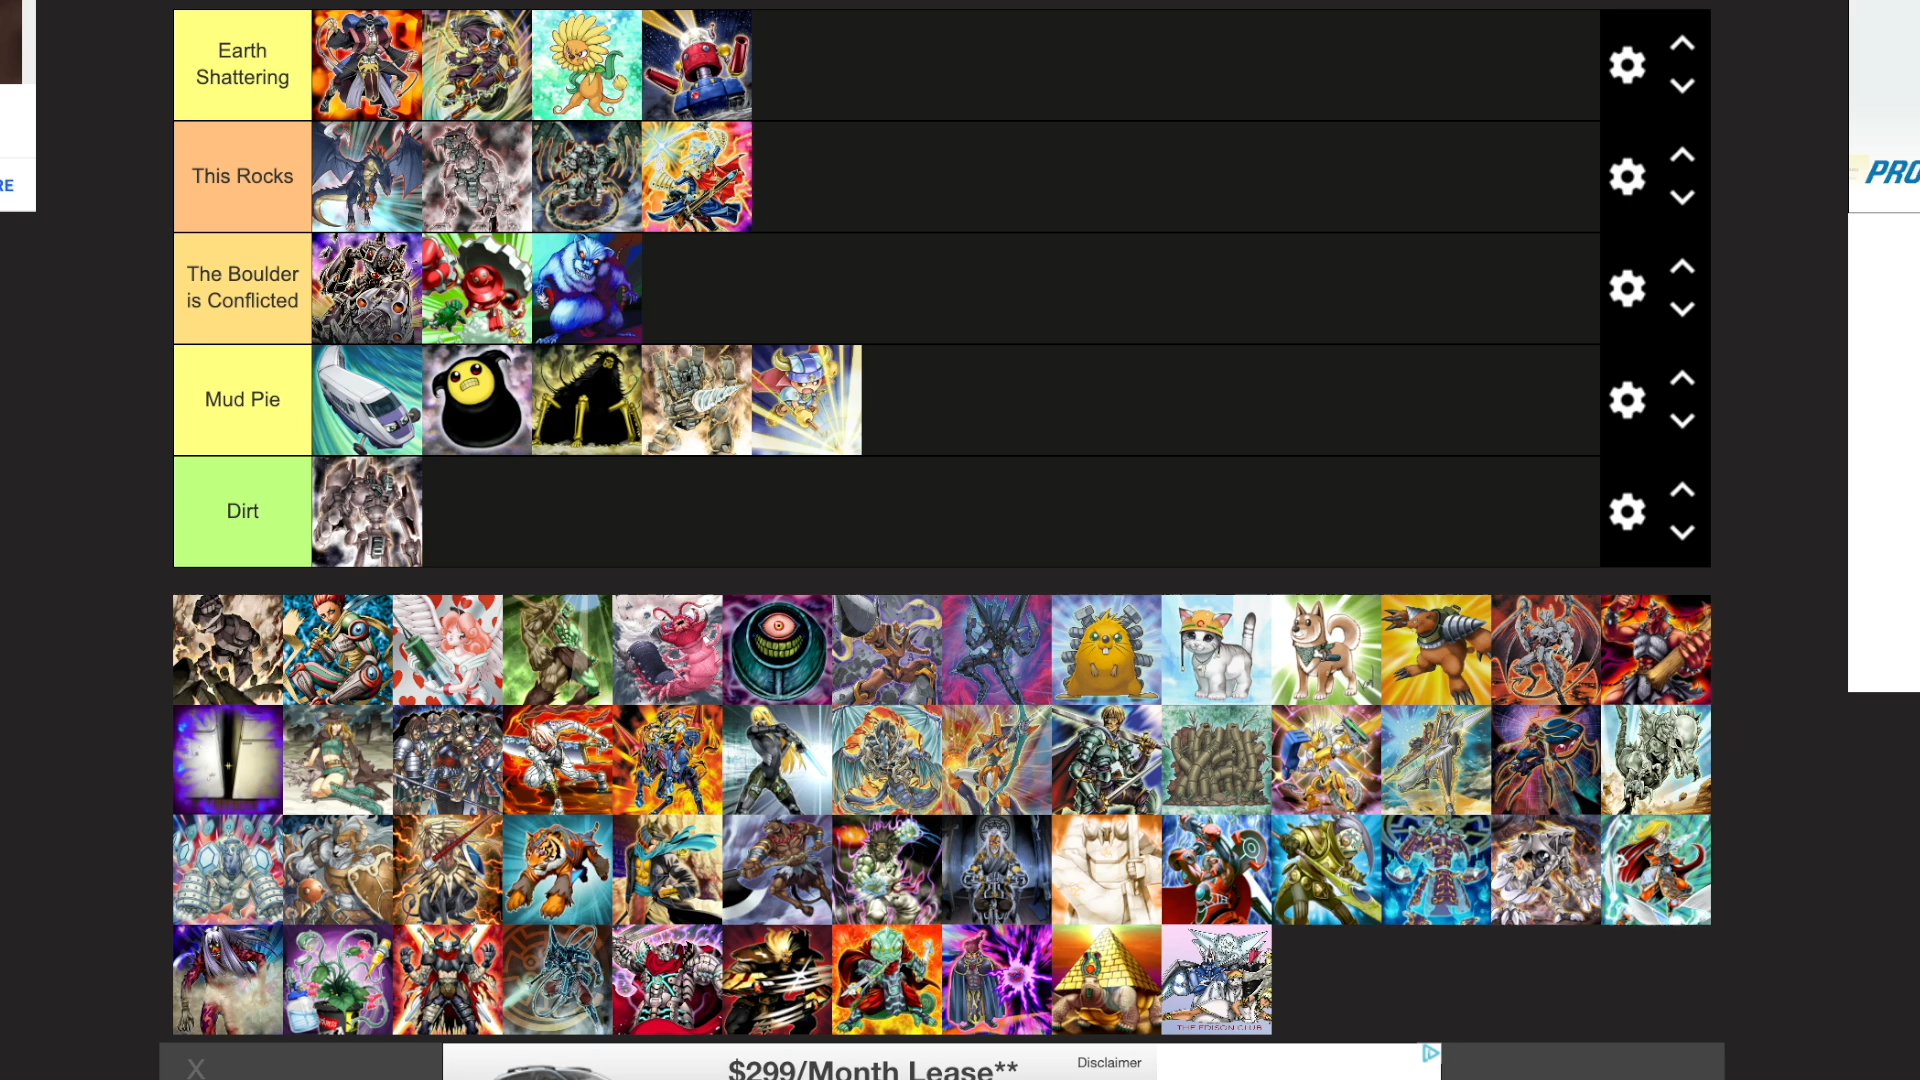 Earth
Shattering
This Rocks
The Boulder
is Conflicted
Mud Pie
Dirt
RE
PRO
THE EDISON CLUB
X
$299/Month Lease**
Disclaimer